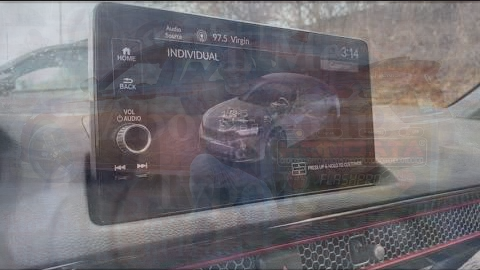 Audio
Source
97.5 Virgin
3:14
INDIVIDUAL
HOME
BACK
VOL
AUDIO
PRESS UP & HOLD TO CUSTOMIZE